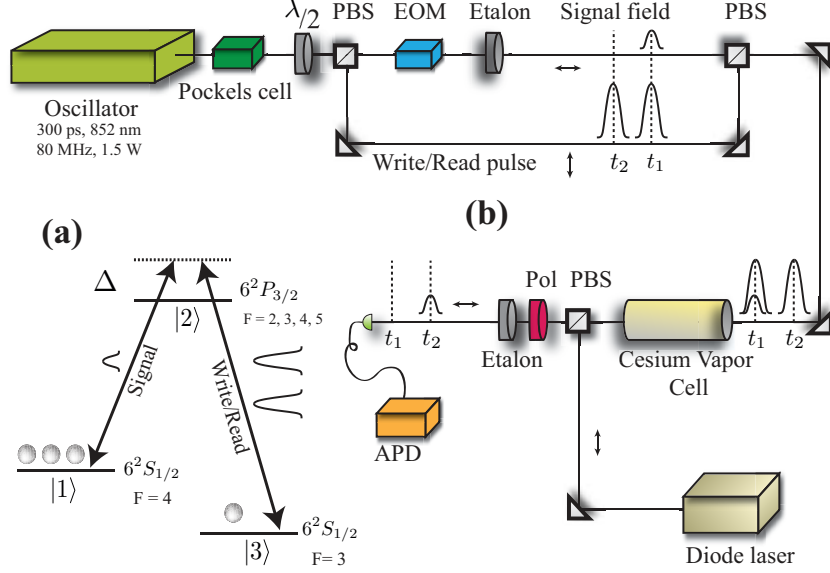 λ/2
PBS
EOM
Etalon
Signal field
PBS
Pockels cell
Oscillator
300 ps, 852 nm
80 MHz, 1.5 W
Write/Read pulse
t₂
t₁
(a)
(b)
Δ
6²P₃/₂
|2⟩
F = 2, 3, 4, 5
Signal
Write/Read
6²S₁/₂
|1⟩
F = 4
6²S₁/₂
|3⟩
F= 3
Pol
PBS
t₁
t₂
Etalon
t₁
t₂
Cesium Vapor
Cell
APD
Diode laser